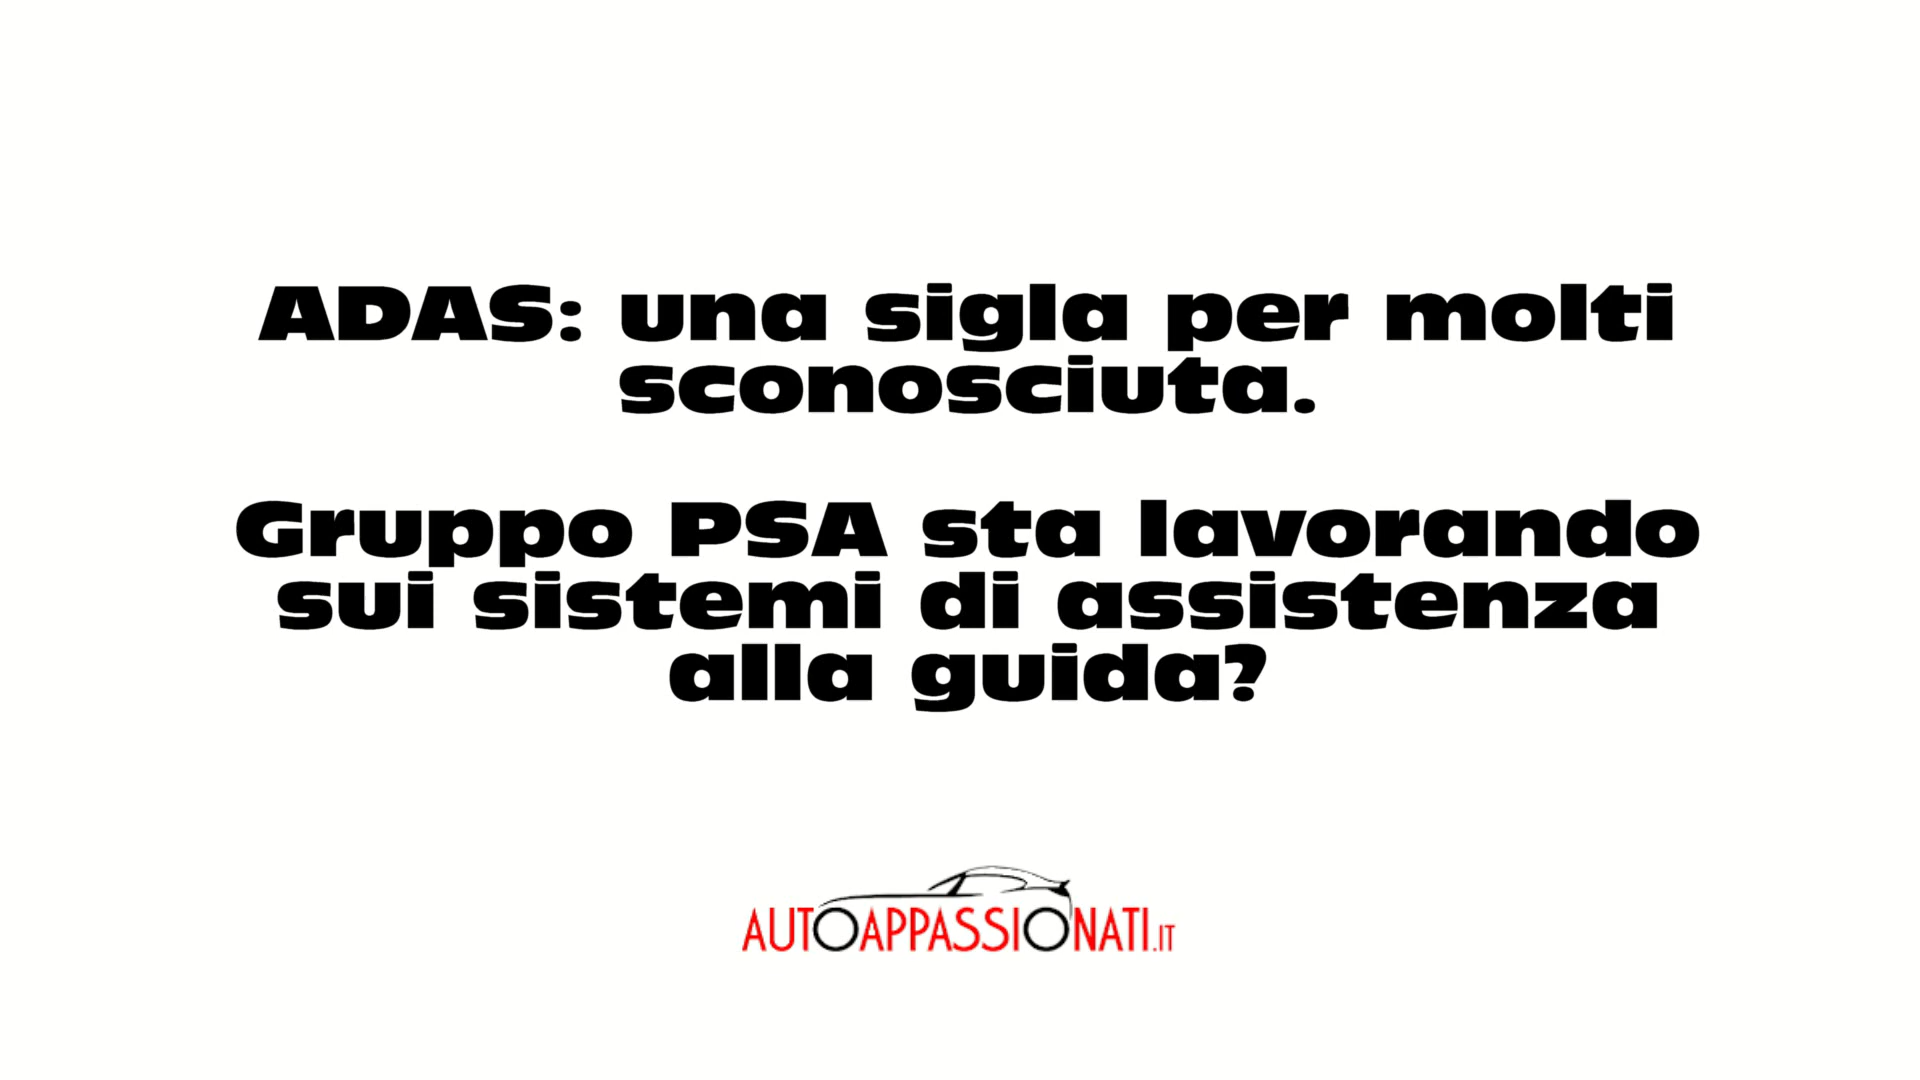 ADAS: una sigla per molti
sconosciuta.
Gruppo PSA sta lavorando
sui sistemi di assistenza
alla guida?
AUTOAPPASSIONATI.IT